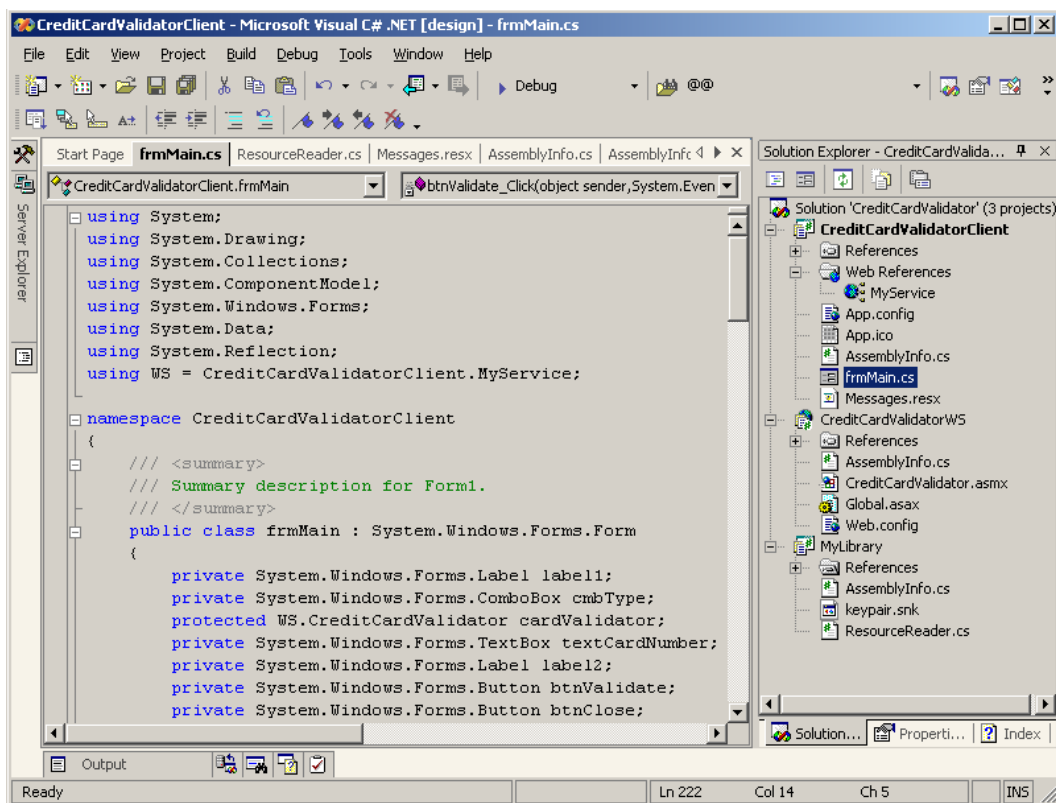 CreditCardValidatorClient - Microsoft Visual C# .NET [design] - frmMain.cs
File Edit View Project Build Debug Tools Window Help
Debug @@
Start Page frmMain.cs ResourceReader.cs Messages.resx AssemblyInfo.cs AssemblyInfc
CreditCardValidatorClient.frmMain btnValidate_Click(object sender,System.Even
Server Explorer
using System;
using System.Drawing;
using System.Collections;
using System.ComponentModel;
using System.Windows.Forms;
using System.Data;
using System.Reflection;
using WS = CreditCardValidatorClient.MyService;
namespace CreditCardValidatorClient
{
/// <summary>
/// Summary description for Form1.
/// </summary>
public class frmMain : System.Windows.Forms.Form
{
private System.Windows.Forms.Label label1;
private System.Windows.Forms.ComboBox cmbType;
protected WS.CreditCardValidator cardValidator;
private System.Windows.Forms.TextBox textCardNumber;
private System.Windows.Forms.Label label2;
private System.Windows.Forms.Button btnValidate;
private System.Windows.Forms.Button btnClose;
Solution Explorer - CreditCardValida...
Solution 'CreditCardValidator' (3 projects)
CreditCardValidatorClient
References
Web References
MyService
App.config
App.ico
AssemblyInfo.cs
frmMain.cs
Messages.resx
CreditCardValidatorWS
References
AssemblyInfo.cs
CreditCardValidator.asmx
Global.asax
Web.config
MyLibrary
References
AssemblyInfo.cs
keypair.snk
ResourceReader.cs
Solution... Properti... Index
Output
Ready Ln 222 Col 14 Ch 5 INS